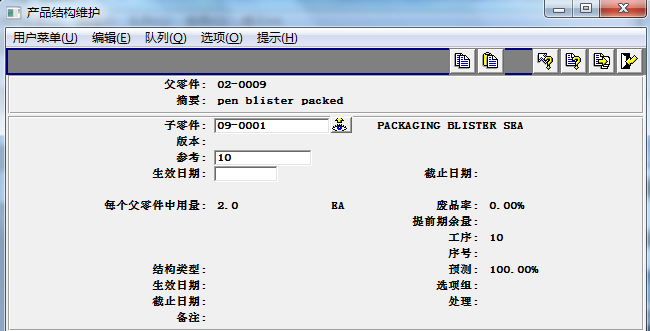 产品结构维护
用户菜单(U) 编辑(E) 队列(Q) 选项(O) 提示(H)
父零件: 02-0009
摘要: pen blister packed
子零件: 09-0001 PACKAGING BLISTER SEA
版本:
参考: 10
生效日期: 截止日期:
每个父零件中用量: 2.0 EA 废品率: 0.00%
提前期余量:
工序: 10
序号:
结构类型: 预测: 100.00%
生效日期: 选项组:
截止日期: 处理:
备注: